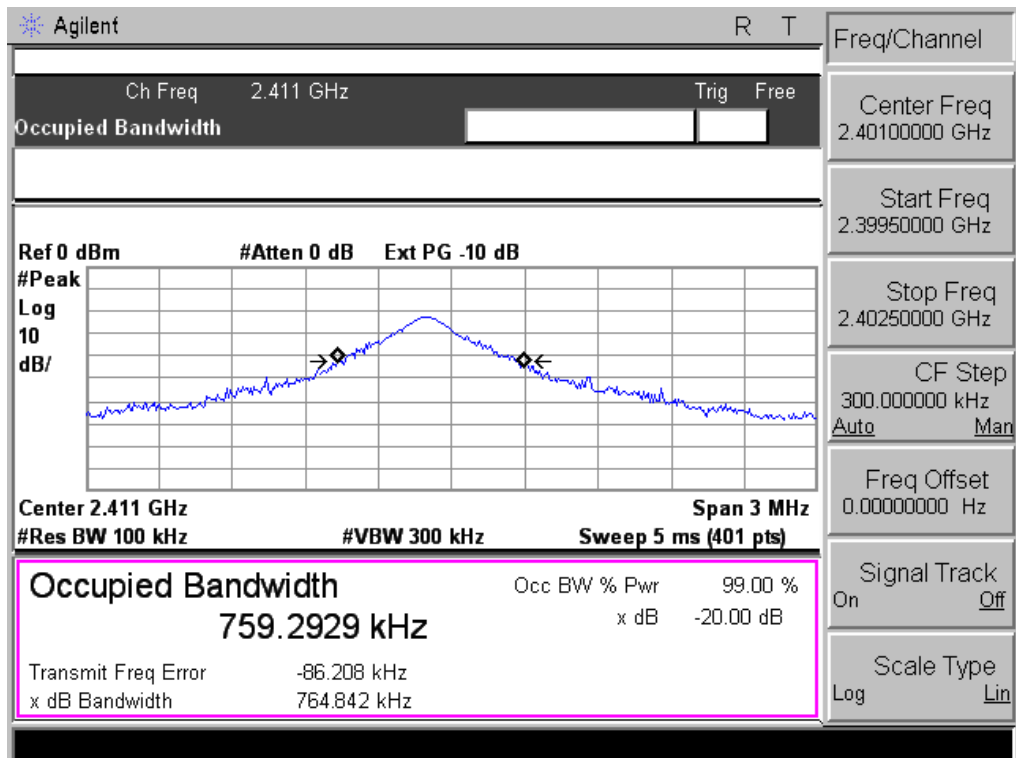 Agilent R T
Ch Freq 2.411 GHz Trig Free
Occupied Bandwidth
Ref 0 dBm #Atten 0 dB Ext PG -10 dB
#Peak
Log
10
dB/
Center 2.411 GHz Span 3 MHz
#Res BW 100 kHz #VBW 300 kHz Sweep 5 ms (401 pts)
Occupied Bandwidth
759.2929 kHz
Occ BW % Pwr 99.00 %
x dB -20.00 dB
Transmit Freq Error -86.208 kHz
x dB Bandwidth 764.842 kHz
Freq/Channel
Center Freq
2.40100000 GHz
Start Freq
2.39950000 GHz
Stop Freq
2.40250000 GHz
CF Step
300.000000 kHz
Auto Man
Freq Offset
0.00000000 Hz
Signal Track
On Off
Scale Type
Log Lin